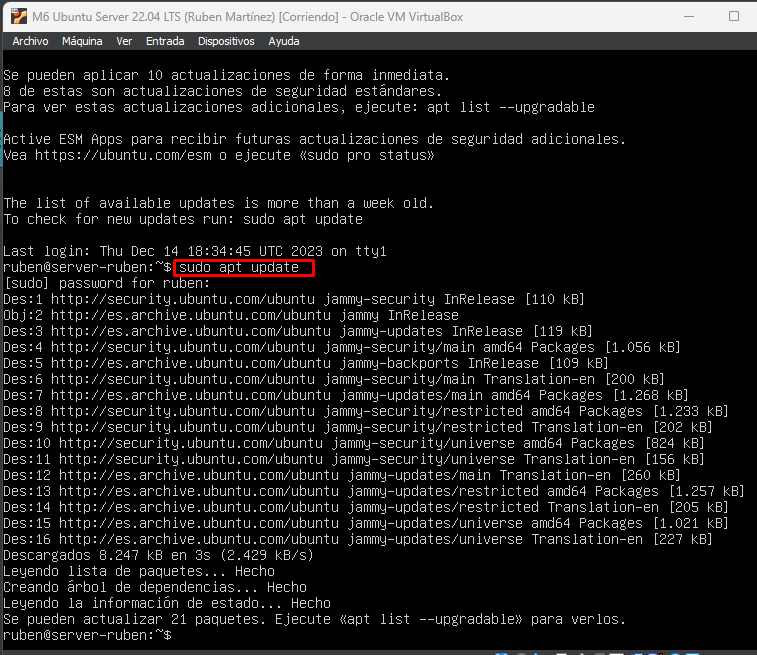 M6 Ubuntu Server 22.04 LTS (Ruben Martínez) [Corriendo] - Oracle VM VirtualBox
Archivo Máquina Ver Entrada Dispositivos Ayuda
Se pueden aplicar 10 actualizaciones de forma inmediata.
8 de estas son actualizaciones de seguridad estándares.
Para ver estas actualizaciones adicionales, ejecute: apt list --upgradable
Active ESM Apps para recibir futuras actualizaciones de seguridad adicionales.
Vea https://ubuntu.com/esm o ejecute «sudo pro status»
The list of available updates is more than a week old.
To check for new updates run: sudo apt update
Last login: Thu Dec 14 18:34:45 UTC 2023 on tty1
ruben@server-ruben:~$ sudo apt update
[sudo] password for ruben:
Des:1 http://security.ubuntu.com/ubuntu jammy-security InRelease [110 kB]
Obj:2 http://es.archive.ubuntu.com/ubuntu jammy InRelease
Des:3 http://es.archive.ubuntu.com/ubuntu jammy-updates InRelease [119 kB]
Des:4 http://security.ubuntu.com/ubuntu jammy-security/main amd64 Packages [1.056 kB]
Des:5 http://es.archive.ubuntu.com/ubuntu jammy-backports InRelease [109 kB]
Des:6 http://security.ubuntu.com/ubuntu jammy-security/main Translation-en [200 kB]
Des:7 http://es.archive.ubuntu.com/ubuntu jammy-updates/main amd64 Packages [1.268 kB]
Des:8 http://security.ubuntu.com/ubuntu jammy-security/restricted amd64 Packages [1.233 kB]
Des:9 http://security.ubuntu.com/ubuntu jammy-security/restricted Translation-en [202 kB]
Des:10 http://security.ubuntu.com/ubuntu jammy-security/universe amd64 Packages [824 kB]
Des:11 http://security.ubuntu.com/ubuntu jammy-security/universe Translation-en [156 kB]
Des:12 http://es.archive.ubuntu.com/ubuntu jammy-updates/main Translation-en [260 kB]
Des:13 http://es.archive.ubuntu.com/ubuntu jammy-updates/restricted amd64 Packages [1.257 kB]
Des:14 http://es.archive.ubuntu.com/ubuntu jammy-updates/restricted Translation-en [205 kB]
Des:15 http://es.archive.ubuntu.com/ubuntu jammy-updates/universe amd64 Packages [1.021 kB]
Des:16 http://es.archive.ubuntu.com/ubuntu jammy-updates/universe Translation-en [227 kB]
Descargados 8.247 kB en 3s (2.429 kB/s)
Leyendo lista de paquetes... Hecho
Creando árbol de dependencias... Hecho
Leyendo la información de estado... Hecho
Se pueden actualizar 21 paquetes. Ejecute «apt list --upgradable» para verlos.
ruben@server-ruben:~$